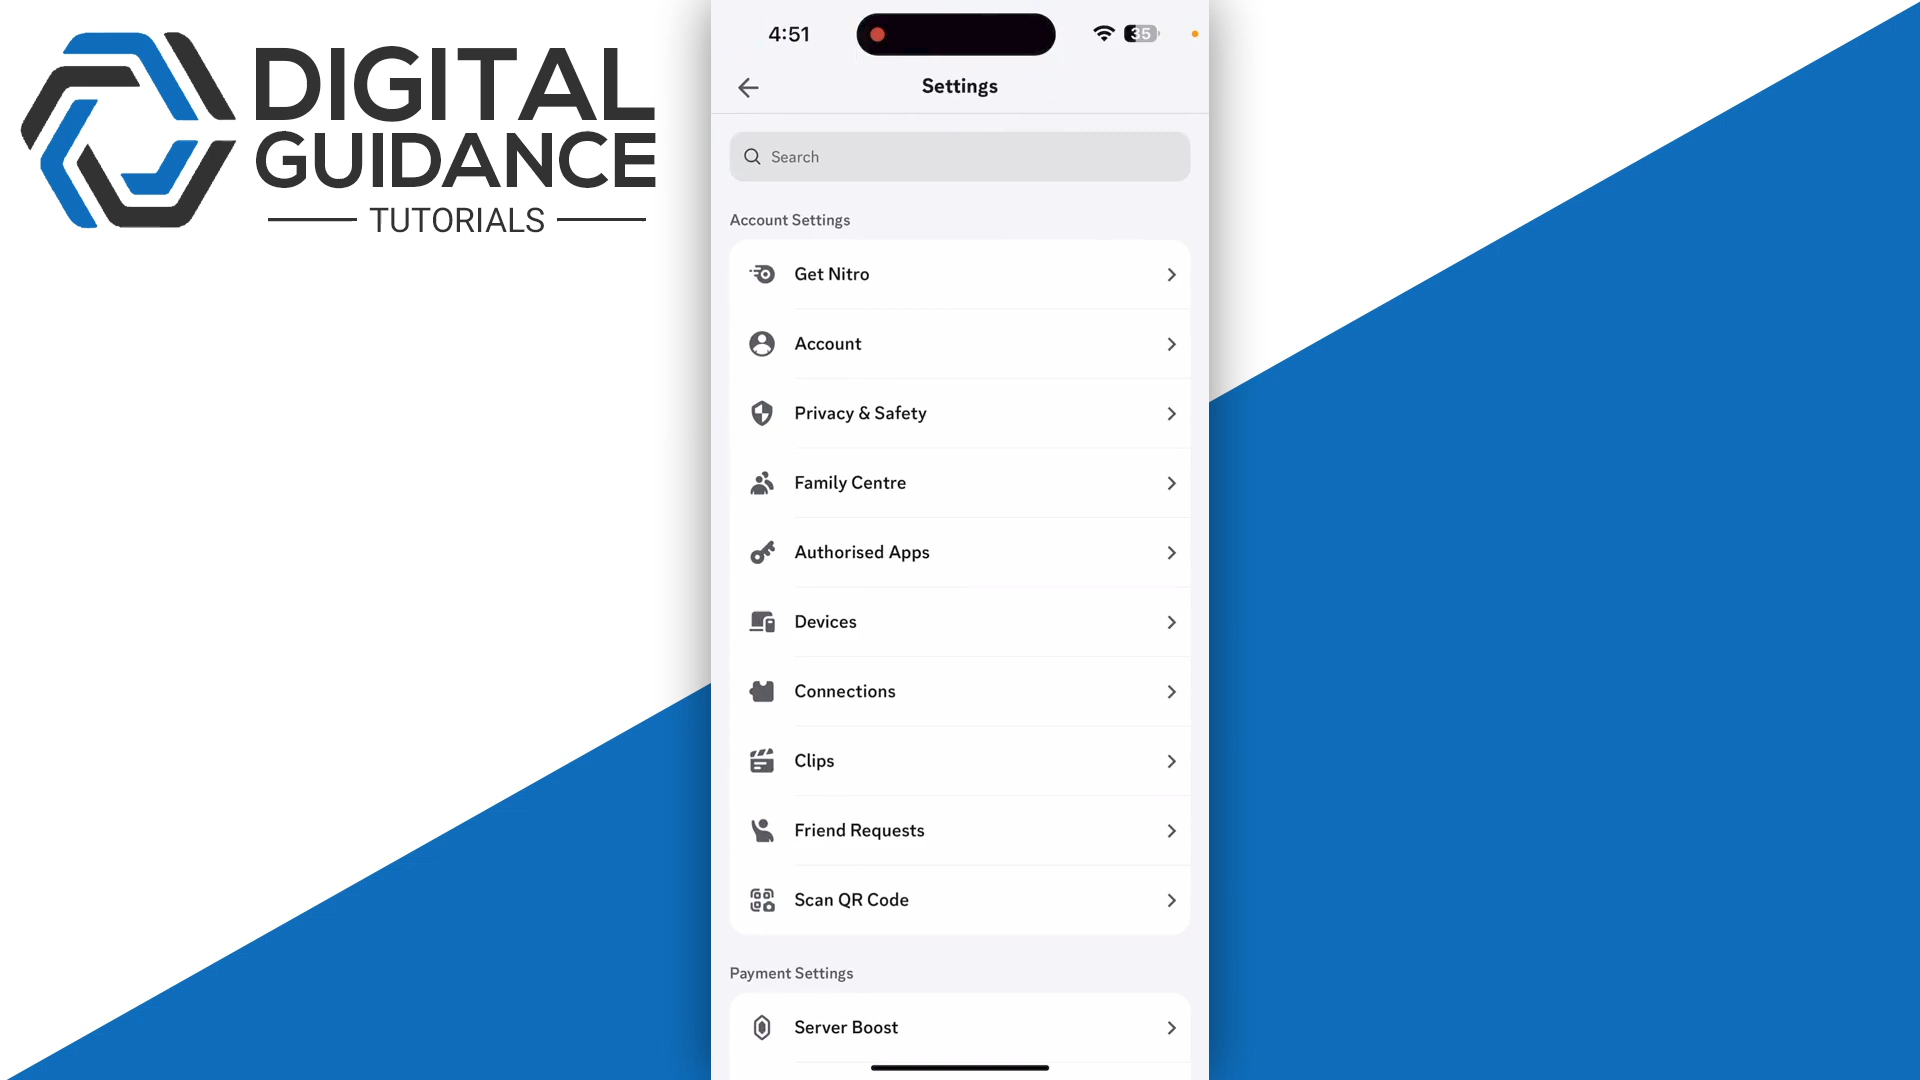 DIGITAL
GUIDANCE
TUTORIALS
4:51
35
Settings
Search
Account Settings
Get Nitro
Account
Privacy & Safety
Family Centre
Authorised Apps
Devices
Connections
Clips
Friend Requests
Scan QR Code
Payment Settings
Server Boost